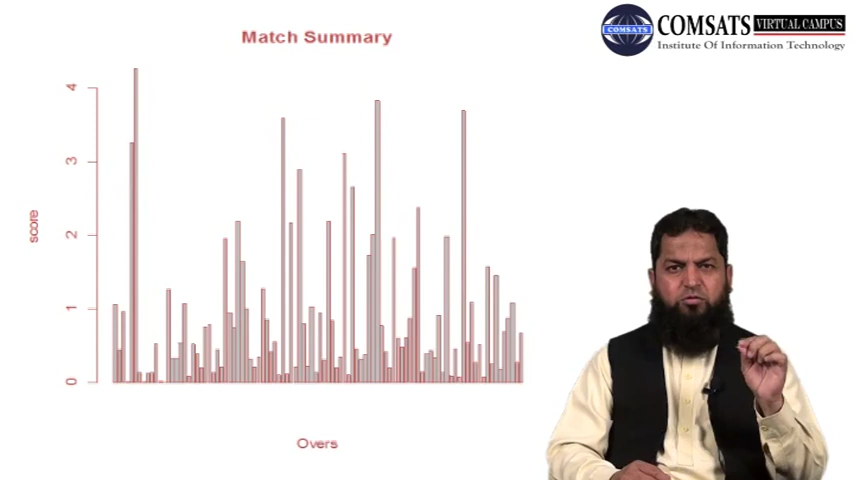 Match Summary
COMSATS
COMSATS VIRTUAL CAMPUS
Institute Of Information Technology
4
3
score
2
1
0
Overs